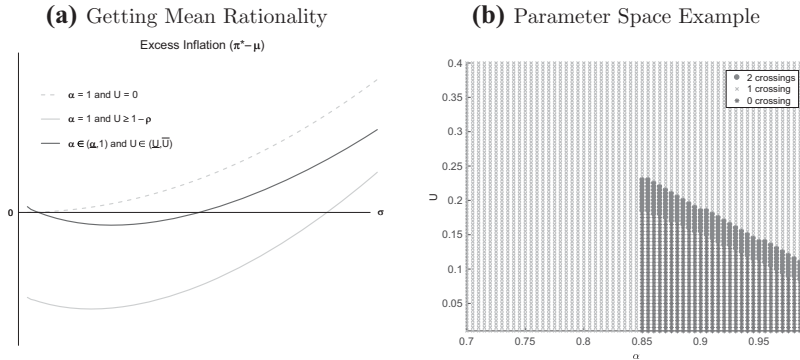 (a) Getting Mean Rationality
Excess Inflation (π*−μ)
α = 1 and U = 0
α = 1 and U ≥ 1−ρ
α ∈ (α,1) and U ∈ (U,U)
0
σ
(b) Parameter Space Example
0.4
0.35
0.3
0.25
0.2
0.15
0.1
0.05
U
2 crossings
1 crossing
0 crossing
0.7
0.75
0.8
0.85
0.9
0.95
α